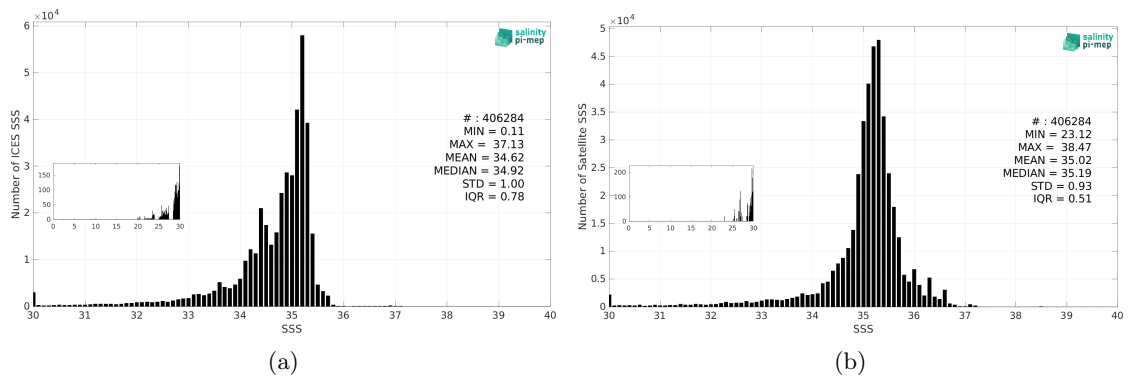 ×10⁴
6
5
4
3
2
1
0
Number of ICES SSS
salinity
pi-mep
# : 406284
MIN = 0.11
MAX = 37.13
MEAN = 34.62
MEDIAN = 34.92
STD = 1.00
IQR = 0.78
150
100
50
0
0 5 10 15 20 25 30
30 31 32 33 34 35 36 37 38 39 40
SSS
(a)
×10⁴
5
4.5
4
3.5
3
2.5
2
1.5
1
0.5
0
Number of Satellite SSS
salinity
pi-mep
# : 406284
MIN = 23.12
MAX = 38.47
MEAN = 35.02
MEDIAN = 35.19
STD = 0.93
IQR = 0.51
200
100
0
0 5 10 15 20 25 30
30 31 32 33 34 35 36 37 38 39 40
SSS
(b)